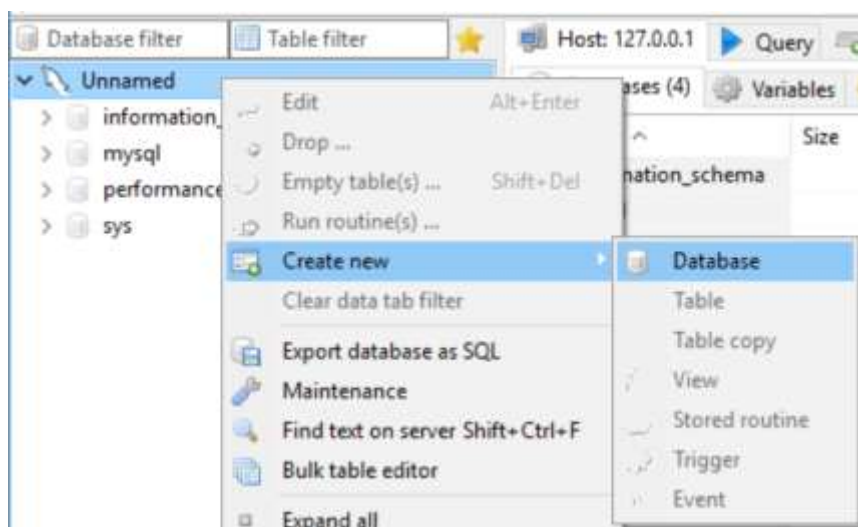 Database filter
Table filter
Host: 127.0.0.1
Query
Unnamed
ases (4)
Variables
information_
mysql
performance
sys
Size
mation_schema
Edit Alt+Enter
Drop ...
Empty table(s) ... Shift+Del
Run routine(s) ...
Create new
Clear data tab filter
Export database as SQL
Maintenance
Find text on server Shift+Ctrl+F
Bulk table editor
Expand all
Database
Table
Table copy
View
Stored routine
Trigger
Event